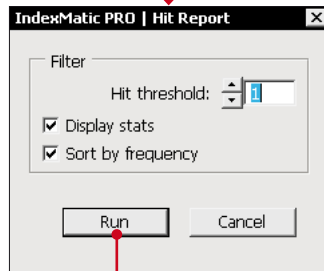 IndexMatic PRO | Hit Report
Filter
Hit threshold: 1
Display stats
Sort by frequency
Run Cancel